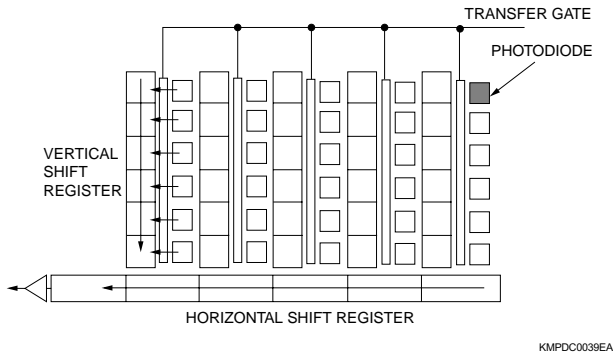 TRANSFER GATE
PHOTODIODE
VERTICAL
SHIFT
REGISTER
HORIZONTAL SHIFT REGISTER
KMPDC0039EA